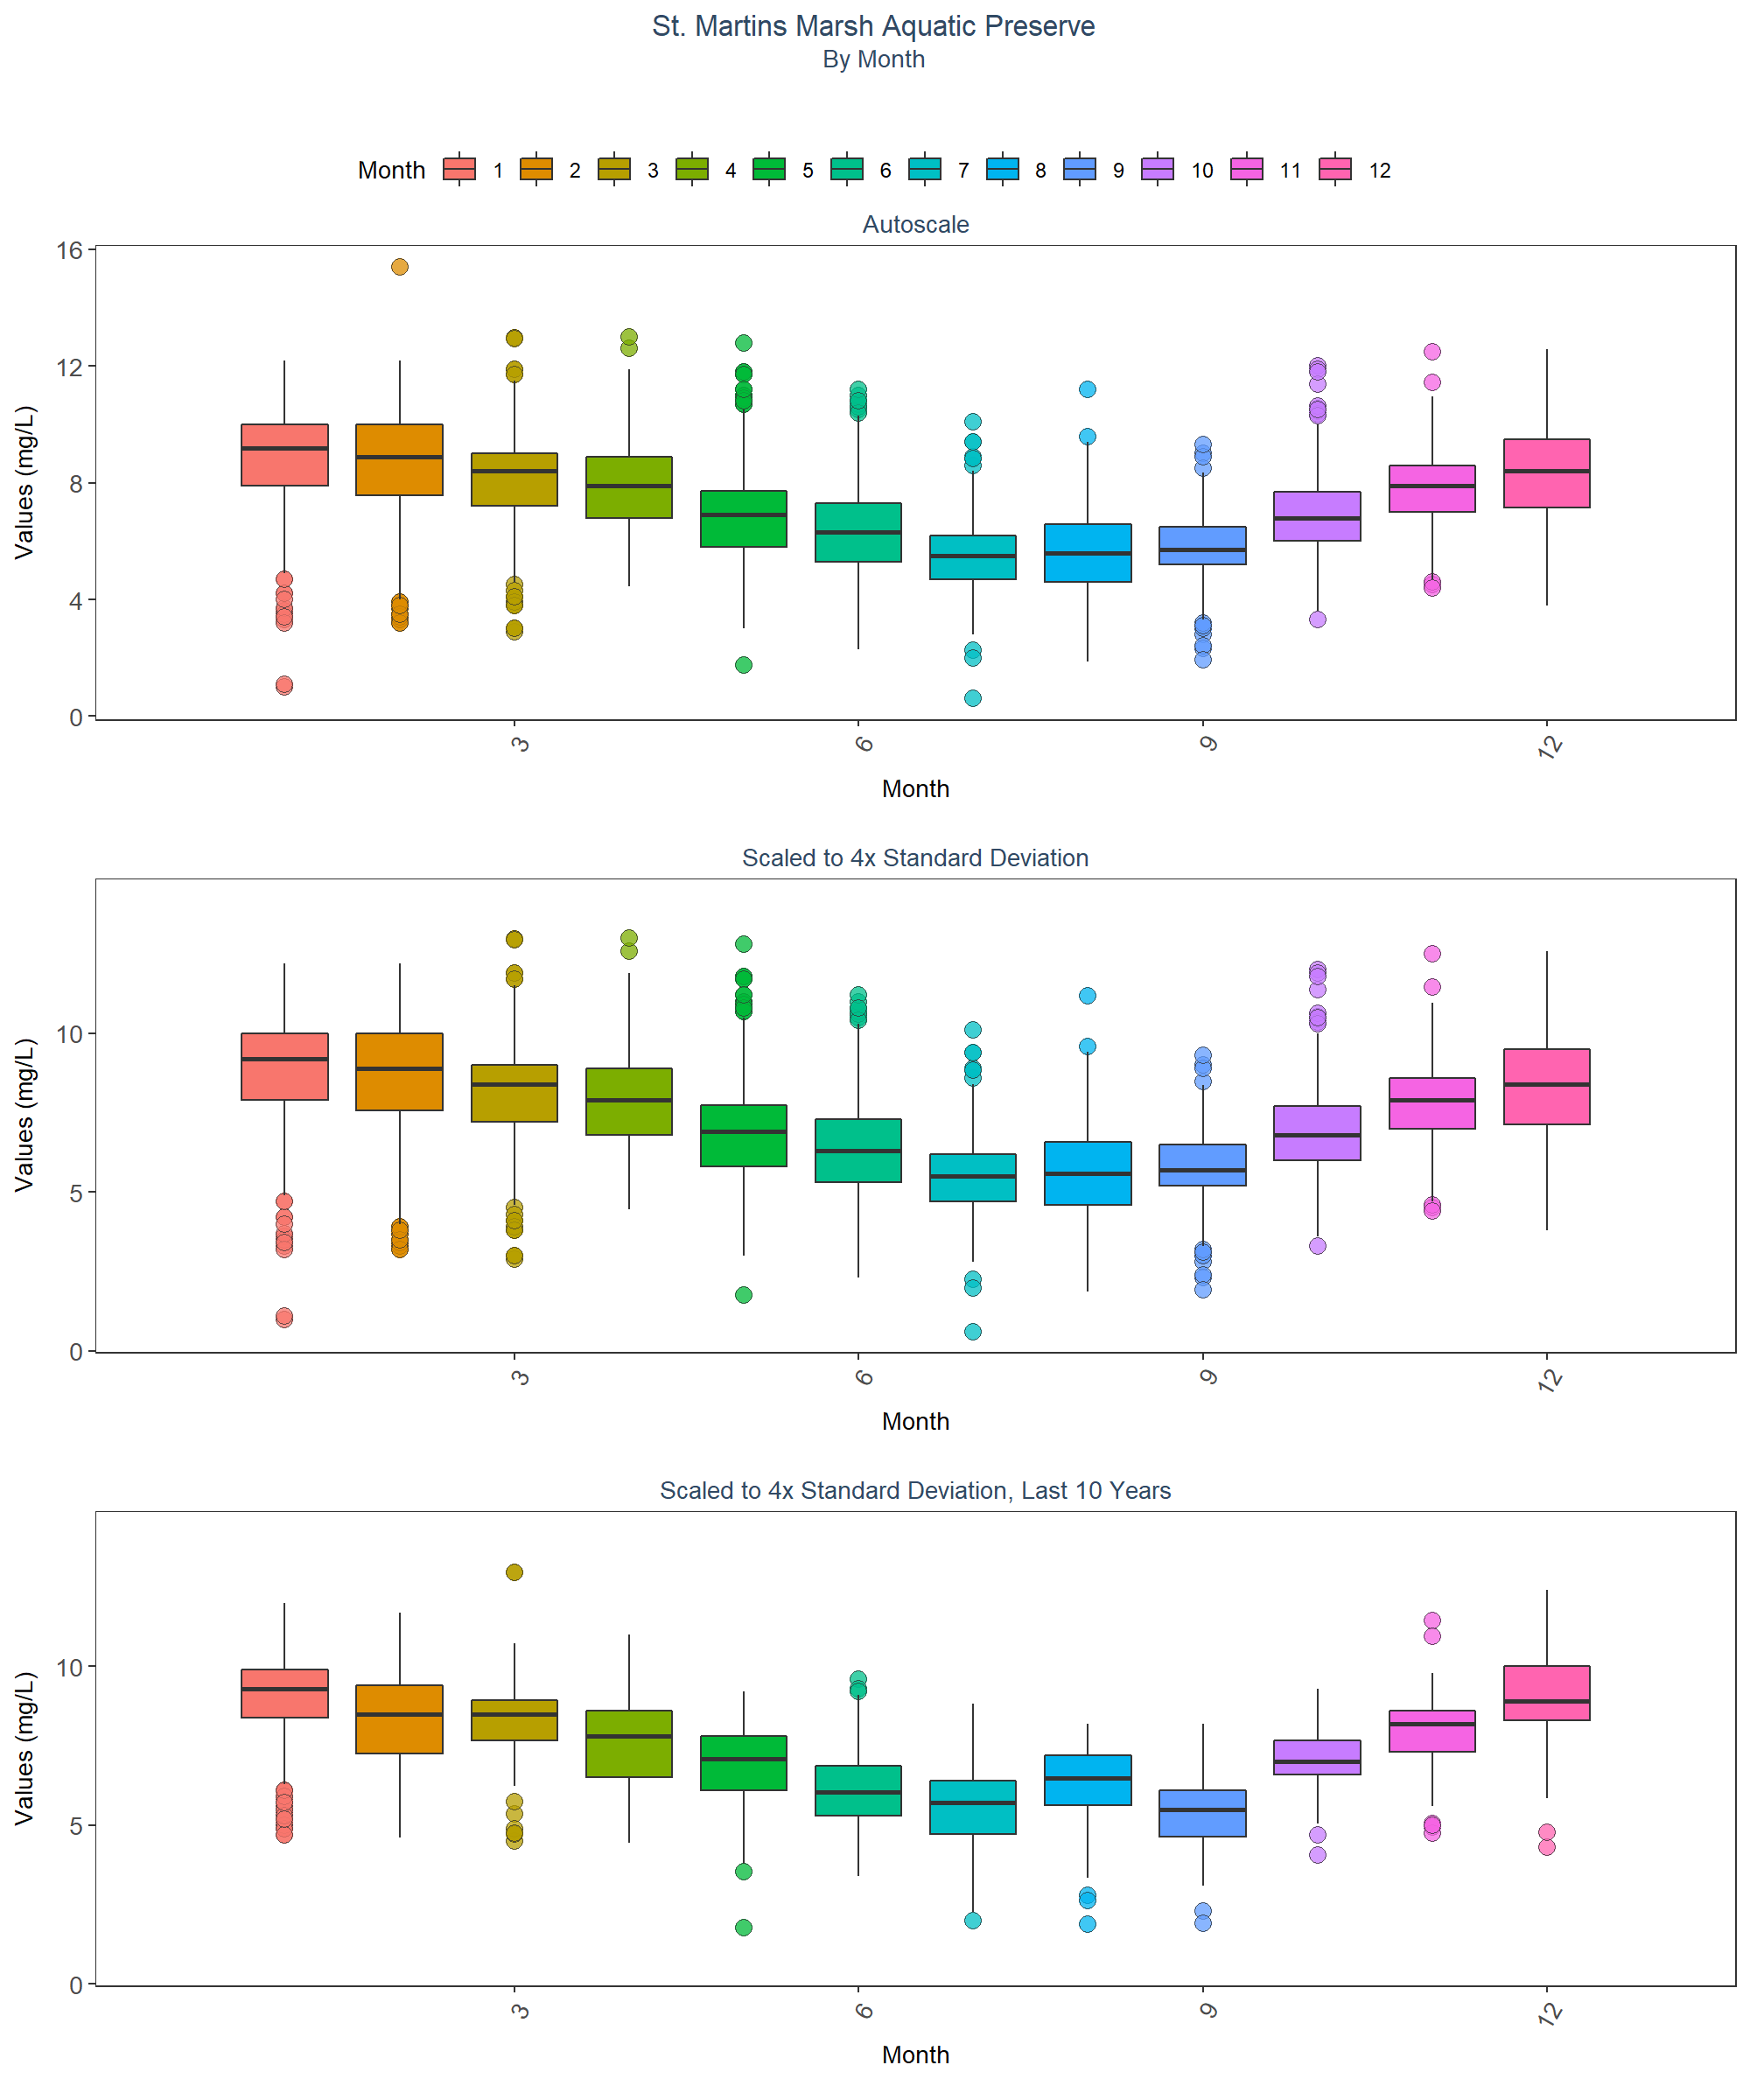 St. Martins Marsh Aquatic Preserve
By Month
Month 1 2 3 4 5 6 7 8 9 10 11 12
Autoscale
Values (mg/L)
16
12
8
4
0
3 6 9 12
Month
Scaled to 4x Standard Deviation
Values (mg/L)
10
5
0
3 6 9 12
Month
Scaled to 4x Standard Deviation, Last 10 Years
Values (mg/L)
10
5
0
3 6 9 12
Month